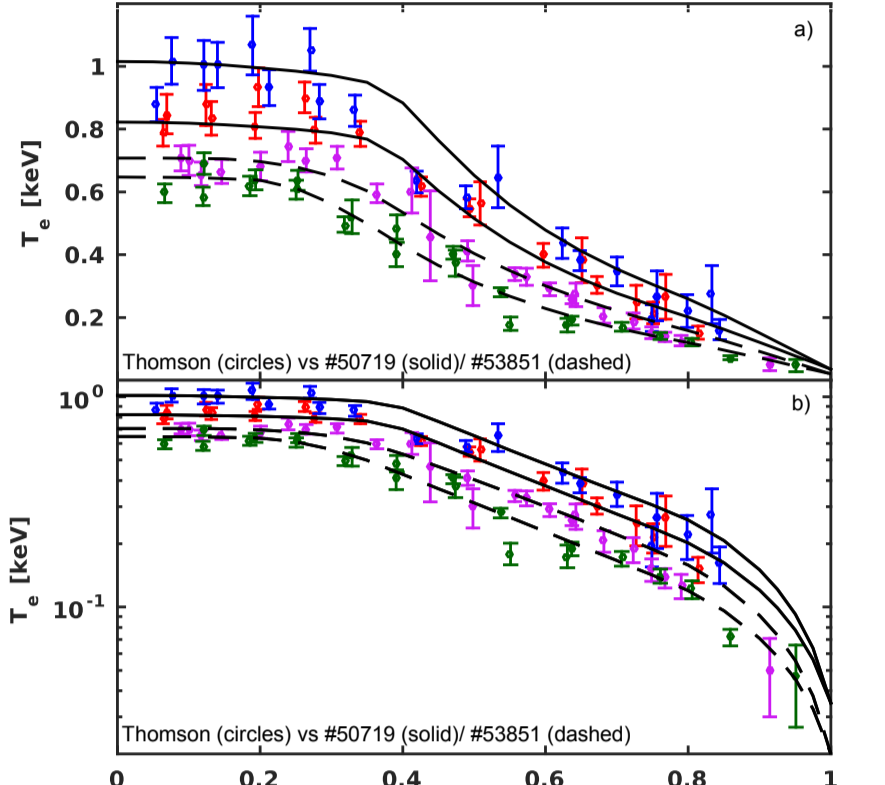 a)
1
0.8
0.6
0.4
0.2
Te [keV]
Thomson (circles) vs #50719 (solid)/ #53851 (dashed)
b)
10^0
10^-1
Te [keV]
Thomson (circles) vs #50719 (solid)/ #53851 (dashed)
0 0.2 0.4 0.6 0.8 1